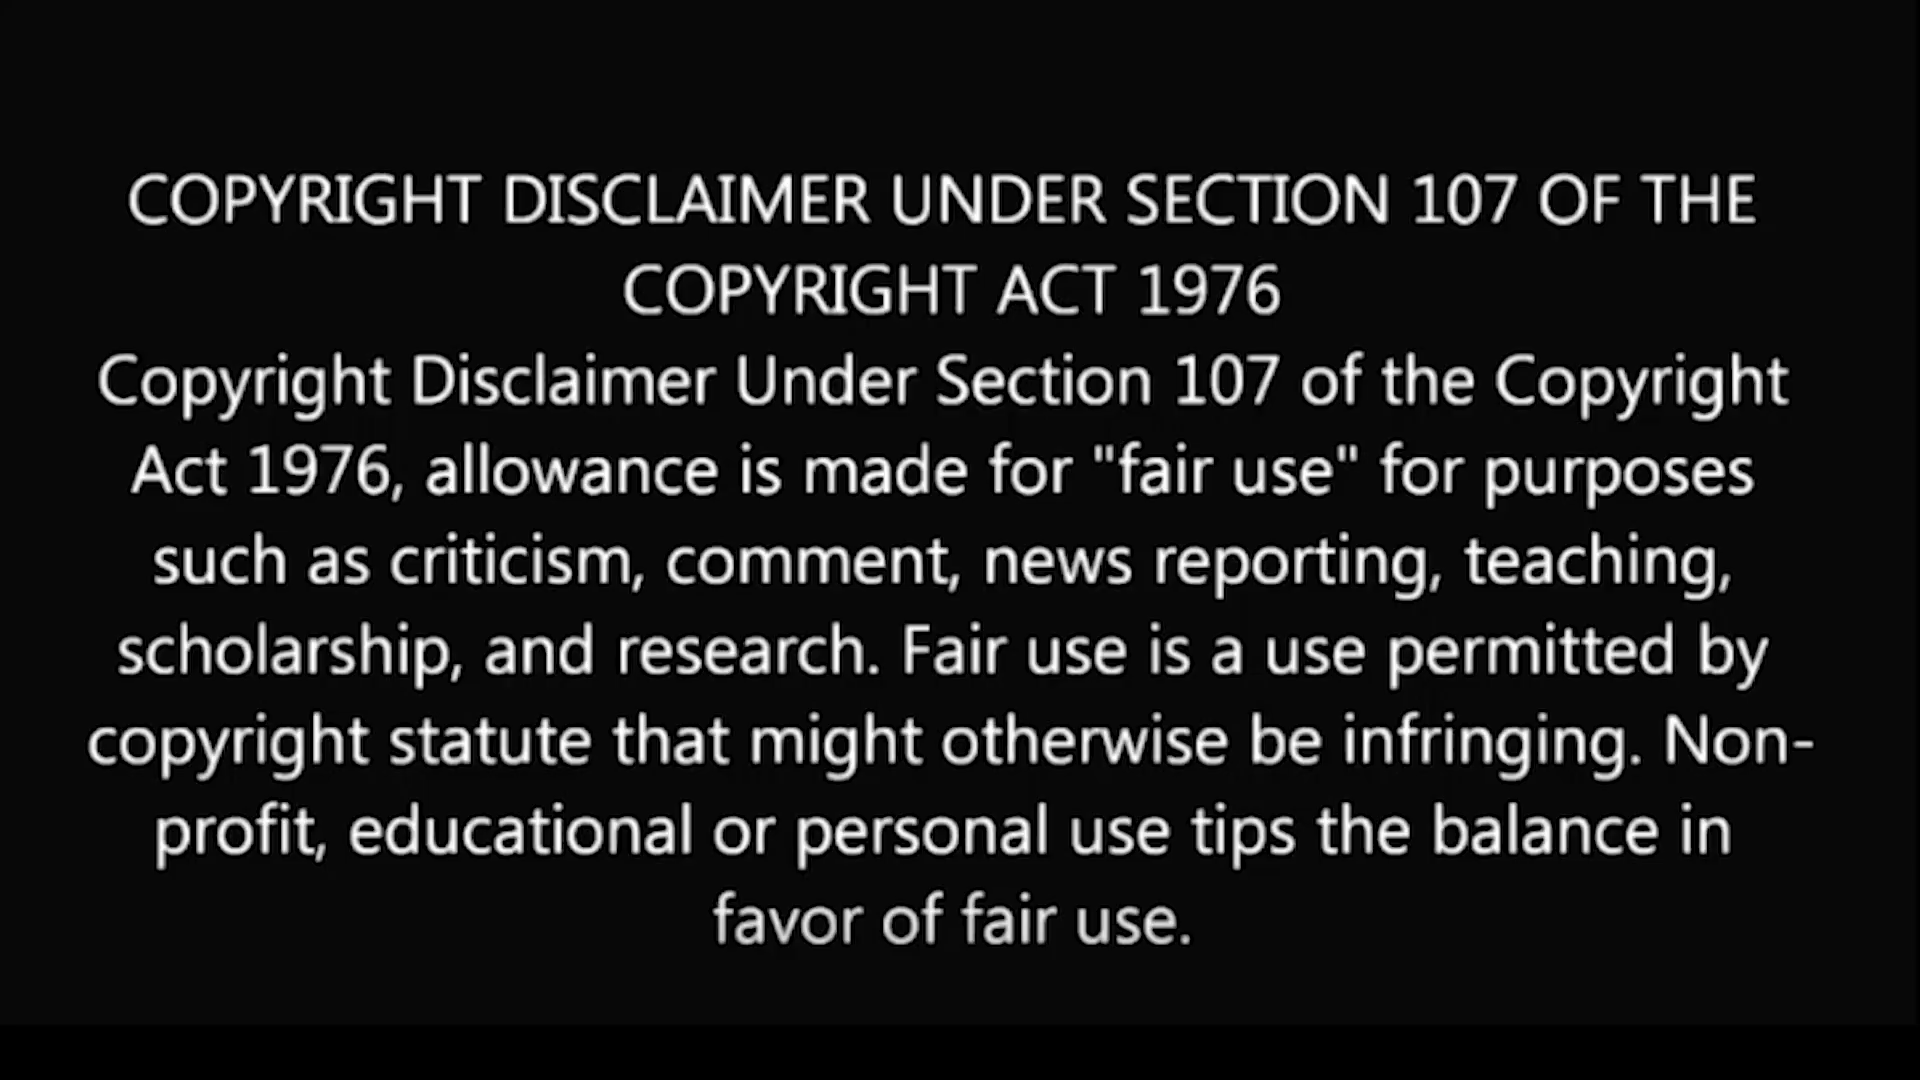 COPYRIGHT DISCLAIMER UNDER SECTION 107 OF THE
COPYRIGHT ACT 1976
Copyright Disclaimer Under Section 107 of the Copyright
Act 1976, allowance is made for "fair use" for purposes
such as criticism, comment, news reporting, teaching,
scholarship, and research. Fair use is a use permitted by
copyright statute that might otherwise be infringing. Non-
profit, educational or personal use tips the balance in
favor of fair use.